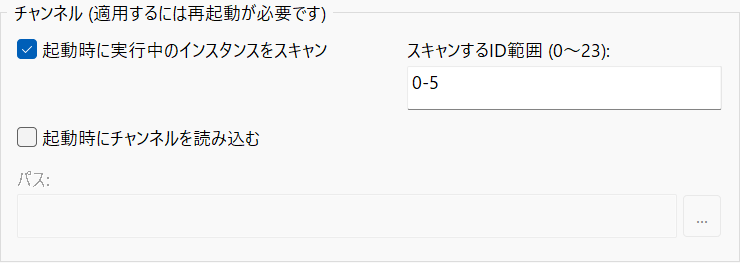 チャンネル (適用するには再起動が必要です)
起動時に実行中のインスタンスをスキャン
スキャンするID範囲 (0～23):
0-5
起動時にチャンネルを読み込む
パス:
...